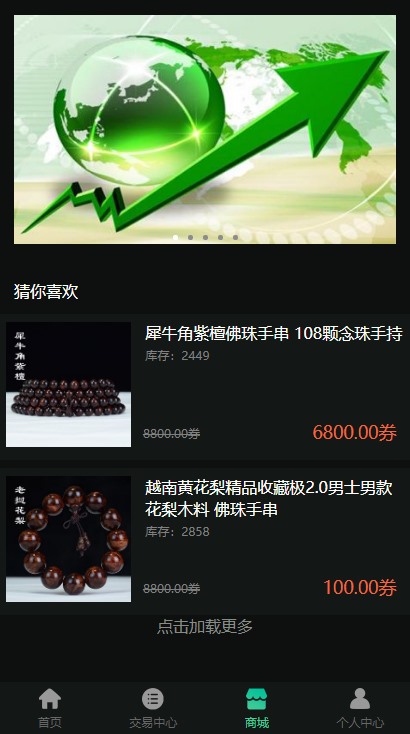 猜你喜欢
犀牛角紫檀
犀牛角紫檀佛珠手串 108颗念珠手持
库存：2449
8800.00券
6800.00券
老挝花梨
越南黄花梨精品收藏极2.0男士男款
花梨木料 佛珠手串
库存：2858
8800.00券
100.00券
点击加载更多
首页
交易中心
商城
个人中心